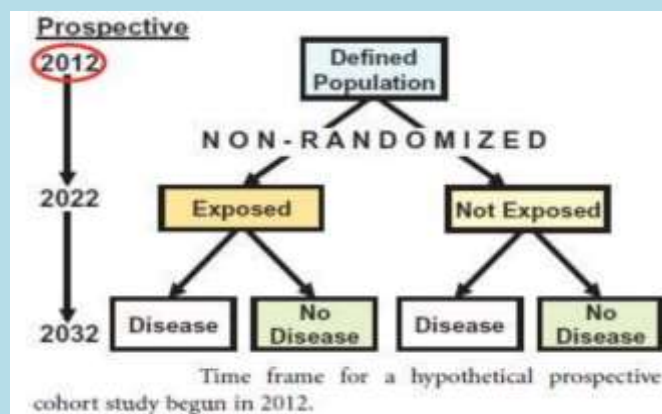 Prospective
2012
Defined
Population
NON-RANDOMIZED
2022
Exposed
Not Exposed
2032
Disease
No
Disease
Disease
No
Disease
Time frame for a hypothetical prospective
cohort study begun in 2012.